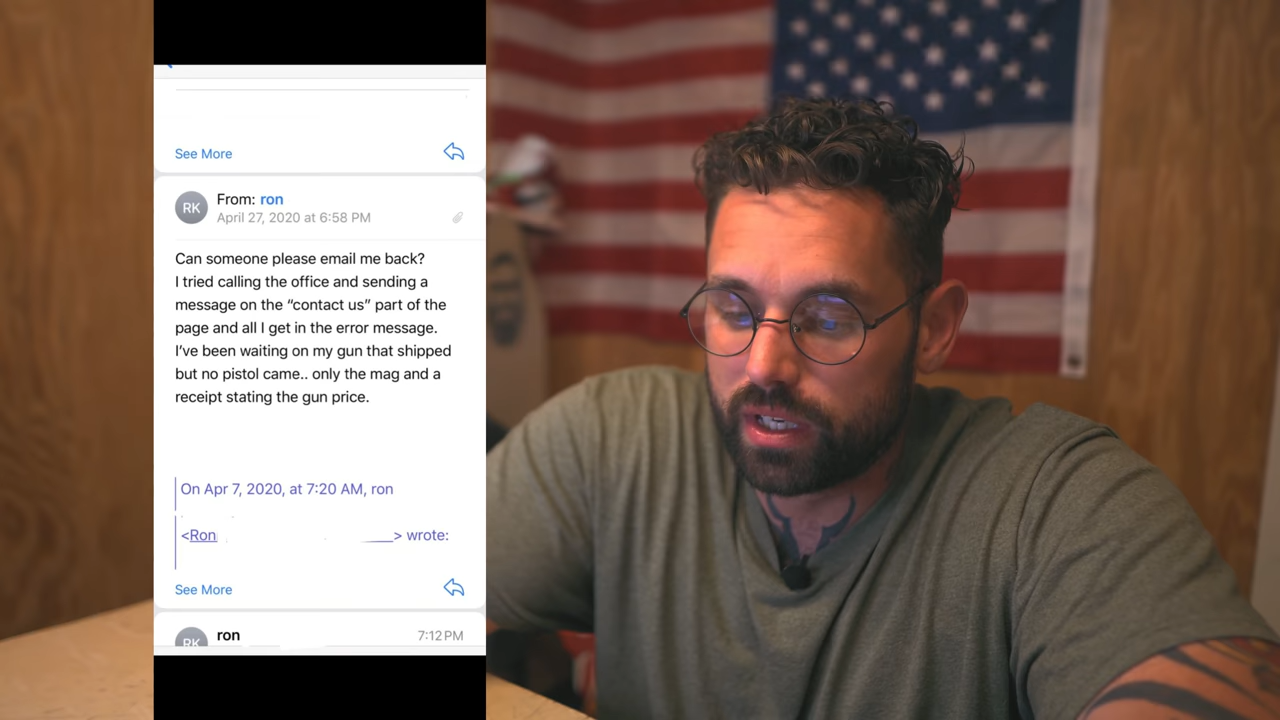 See More
RK
From: ron
April 27, 2020 at 6:58 PM
Can someone please email me back?
I tried calling the office and sending a
message on the “contact us” part of the
page and all I get in the error message.
I’ve been waiting on my gun that shipped
but no pistol came.. only the mag and a
receipt stating the gun price.
On Apr 7, 2020, at 7:20 AM, ron
<Ron > wrote:
See More
RK
ron
7:12 PM